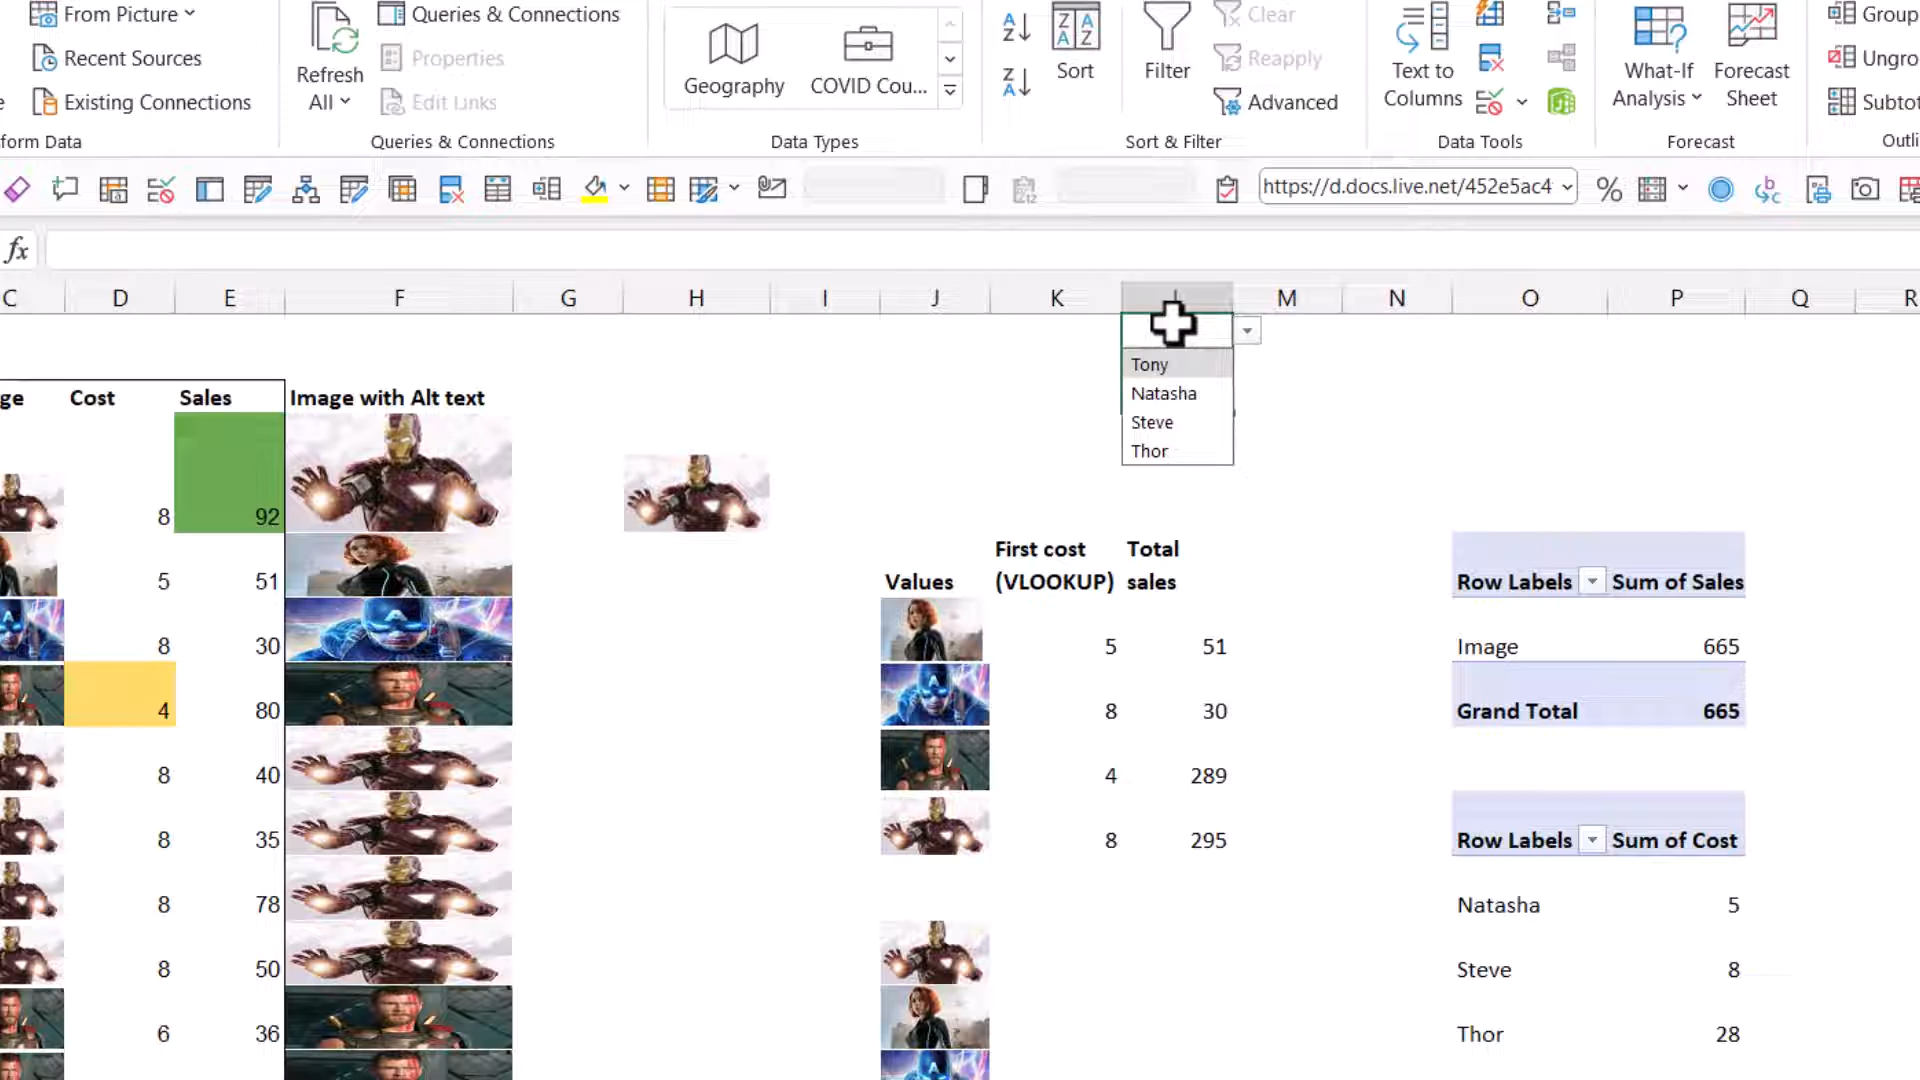 From Picture
Queries & Connections
Recent Sources
Properties
Existing Connections
Edit Links
Refresh
All
Geography
COVID Cou...
Sort
Filter
Clear
Reapply
Advanced
Text to
Columns
What-If
Analysis
Forecast
Sheet
Group
Ungro
Subtot
form Data
Queries & Connections
Data Types
Sort & Filter
Data Tools
Forecast
Outli
https://d.docs.live.net/452e5ac4
fx
C D E F G H I J K M N O P Q R
Tony
Natasha
Steve
Thor
ge Cost Sales Image with Alt text
8 92
5 51
8 30
4 80
8 40
8 35
8 78
8 50
6 36
Values First cost (VLOOKUP) Total sales
5 51
8 30
4 289
8 295
Row Labels Sum of Sales
Image 665
Grand Total 665
Row Labels Sum of Cost
Natasha 5
Steve 8
Thor 28